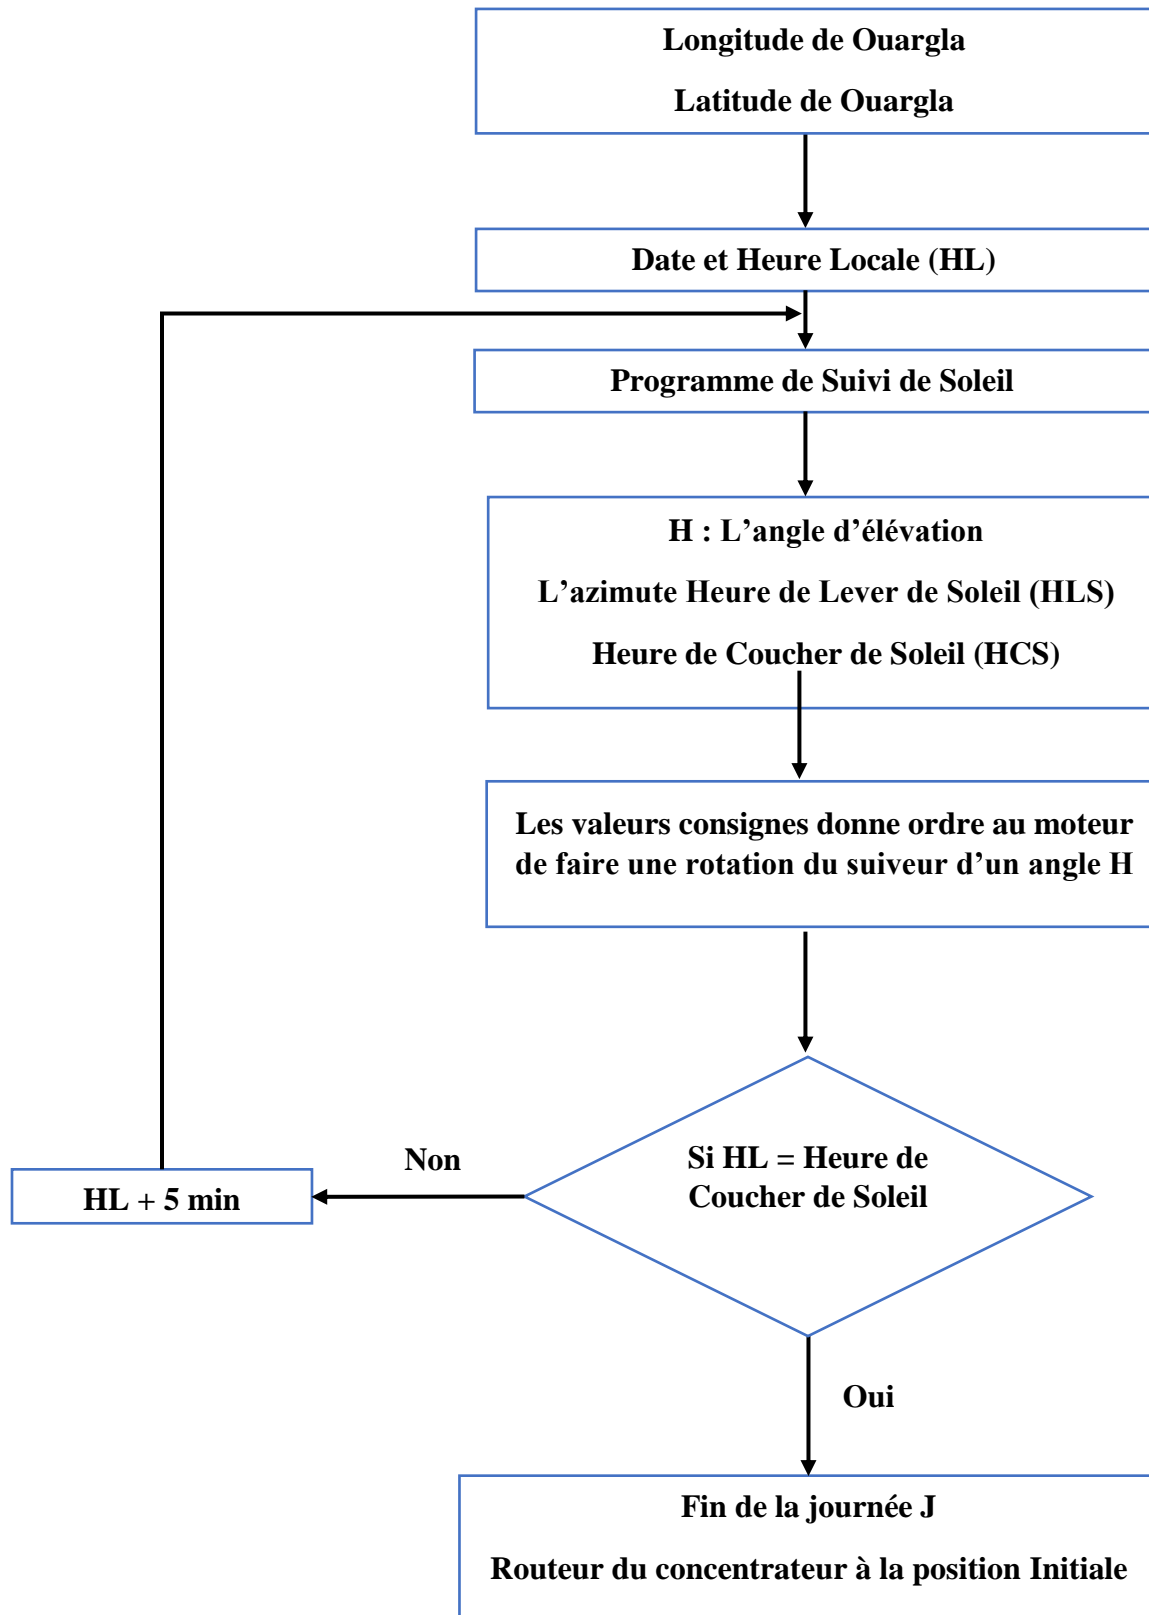 Longitude de Ouargla
Latitude de Ouargla
Date et Heure Locale (HL)
Programme de Suivi de Soleil
H : L’angle d’élévation
L’azimute Heure de Lever de Soleil (HLS)
Heure de Coucher de Soleil (HCS)
Les valeurs consignes donne ordre au moteur
de faire une rotation du suiveur d’un angle H
Si HL = Heure de
Coucher de Soleil
Non
HL + 5 min
Oui
Fin de la journée J
Routeur du concentrateur à la position Initiale